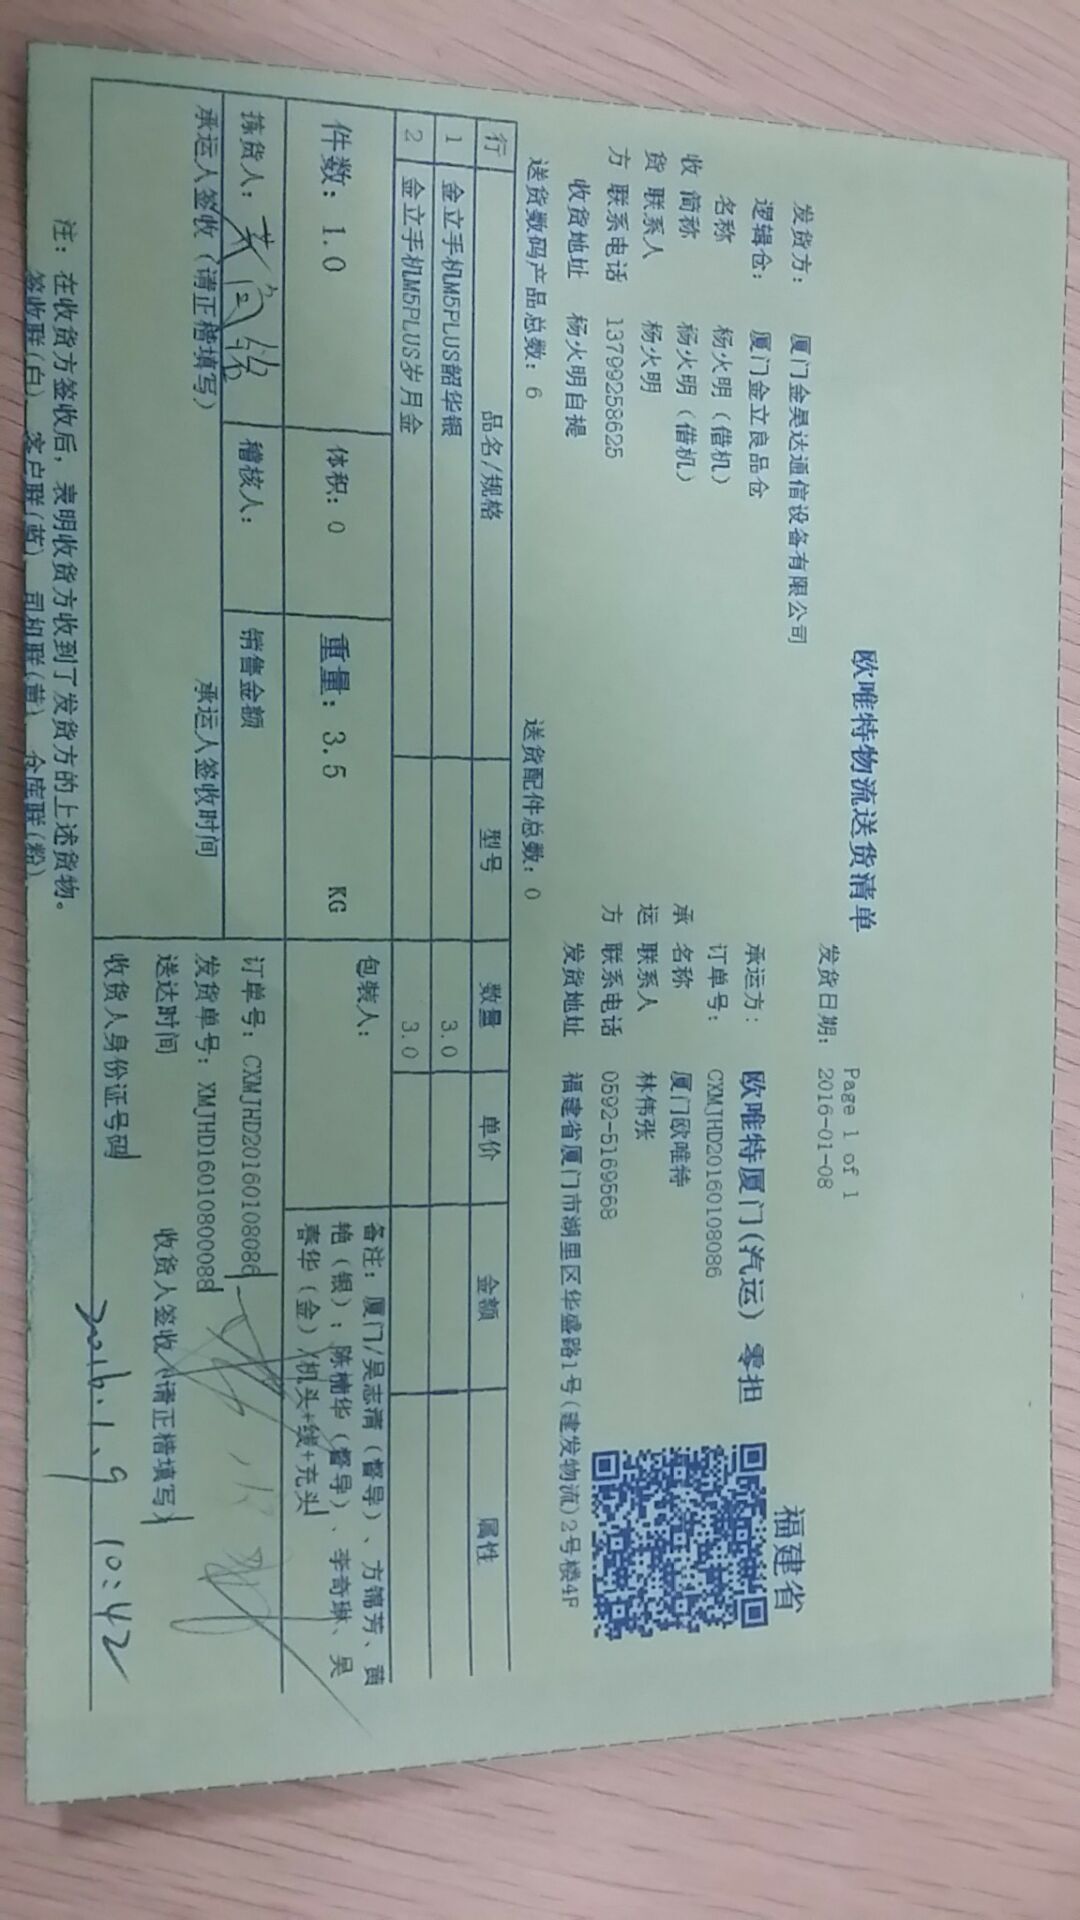 欧唯特物流送货清单
Page 1 of 1
发货日期： 2016-01-08
福建省
发货方： 厦门金昊达通信设备有限公司
承运方： 欧唯特厦门(汽运) 零担
逻辑仓： 厦门金立良品仓
订单号： CXMJHD20160108086
名称 杨火明（借机）
承 名称 厦门欧唯特
收 简称 杨火明（借机）
运 联系人 林伟张
货 联系人 杨火明
方 联系电话 0592-5169568
方 联系电话 13799258625
发货地址 福建省厦门市湖里区华盛路1号(建发物流)2号楼4F
收货地址 杨火明自提
送货数码产品总数： 6 送货配件总数： 0
行 品名/规格 型号 数量 单价 金额 属性
1 金立手机M5PLUS韶华银 3.0
2 金立手机M5PLUS岁月金 3.0
件数： 1.0 体积： 0 重量： 3.5 KG 包装人：
备注： 厦门/吴志清（督导）、方锦芳、黄
艳（银）；陈楠华（督导）、李奇琳、吴
春华（金）/机头+线+充头
拣货人： 稽核人： 销售金额
订单号： CXMJHD20160108086
承运人签收（请正楷填写） 承运人签收时间
发货单号： XMJHD16010800088
送达时间 收货人签收（请正楷填写）
收货人身份证号码
2016.1.9 10:42
注： 在收货方签收后，表明收货方收到了发货方的上述货物。
签收联(白) 客户联(蓝) 司机联(黄) 仓库联(粉)